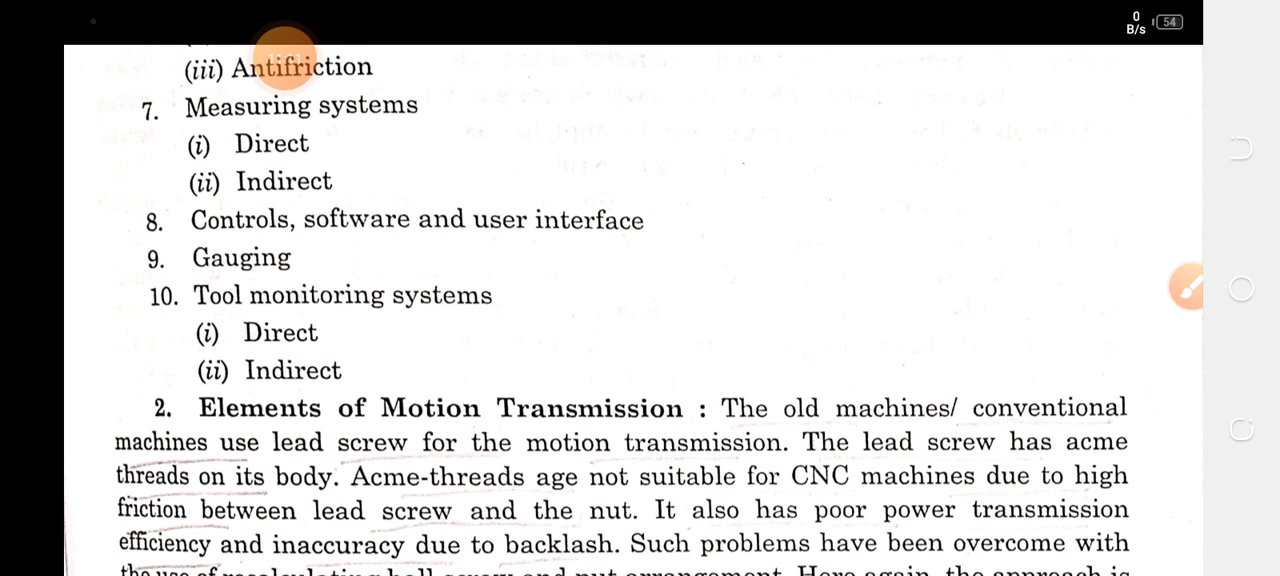 0
B/s
54
(iii) Antifriction
7. Measuring systems
(i) Direct
(ii) Indirect
8. Controls, software and user interface
9. Gauging
10. Tool monitoring systems
(i) Direct
(ii) Indirect
2. Elements of Motion Transmission : The old machines/ conventional
machines use lead screw for the motion transmission. The lead screw has acme
threads on its body. Acme-threads age not suitable for CNC machines due to high
friction between lead screw and the nut. It also has poor power transmission
efficiency and inaccuracy due to backlash. Such problems have been overcome with